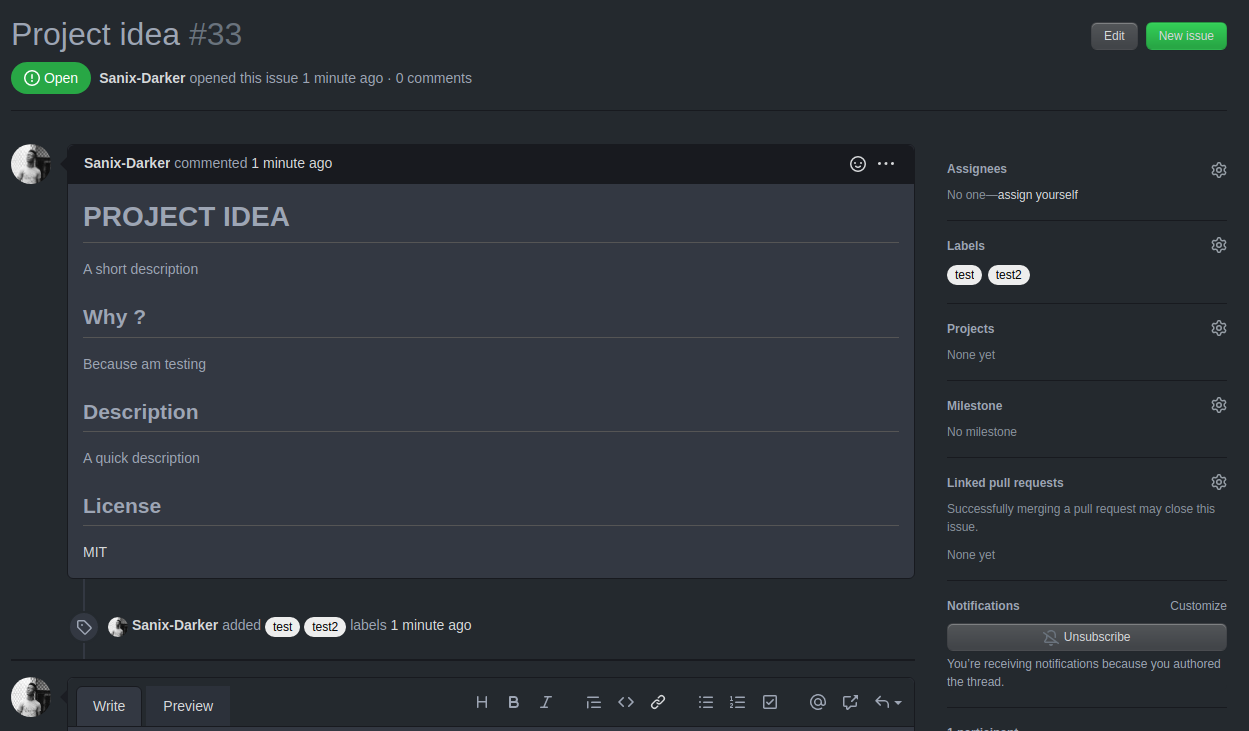 Project idea #33
Edit
New issue
Open
Sanix-Darker opened this issue 1 minute ago · 0 comments
Sanix-Darker commented 1 minute ago
PROJECT IDEA
A short description
Why ?
Because am testing
Description
A quick description
License
MIT
Sanix-Darker added test test2 labels 1 minute ago
Write
Preview
Assignees
No one—assign yourself
Labels
test test2
Projects
None yet
Milestone
No milestone
Linked pull requests
Successfully merging a pull request may close this
issue.
None yet
Notifications
Customize
Unsubscribe
You're receiving notifications because you authored
the thread.
1 participant